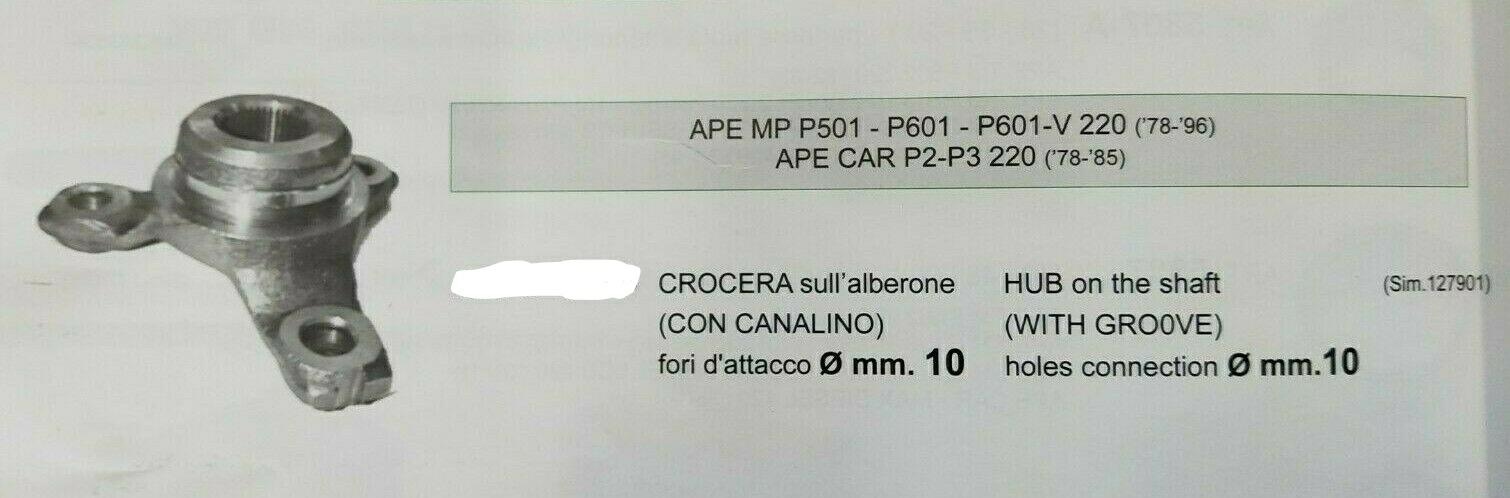 APE MP P501 - P601 - P601-V 220 ('78-'96)
APE CAR P2-P3 220 ('78-'85)
CROCERA sull'alberone
(CON CANALINO)
fori d'attacco Ø mm. 10
HUB on the shaft
(WITH GRO0VE)
holes connection Ø mm.10
(Sim.127901)